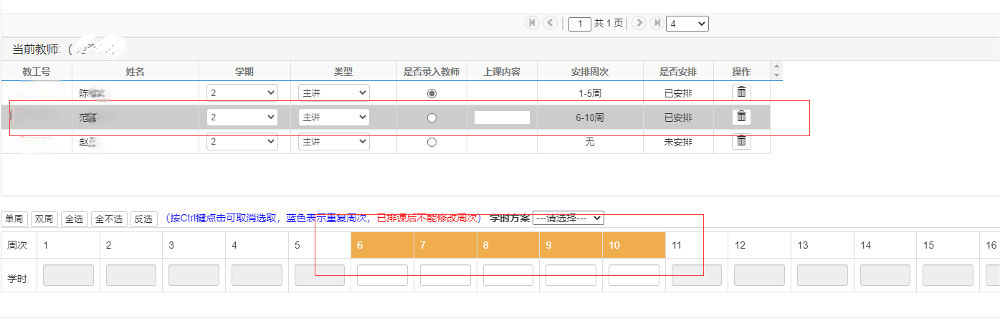 1 共 1 页 4
当前教师: (
教工号 姓名 学期 类型 是否录入教师 上课内容 安排周次 是否安排 操作
陈 2 主讲 1-5周 已安排
范 2 主讲 6-10周 已安排
赵 2 主讲 无 未安排
单周 双周 全选 全不选 反选 （按Ctrl键点击可取消选取，蓝色表示重复周次，已排课后不能修改周次） 学时方案 ---请选择---
周次 1 2 3 4 5 6 7 8 9 10 11 12 13 14 15 16
学时